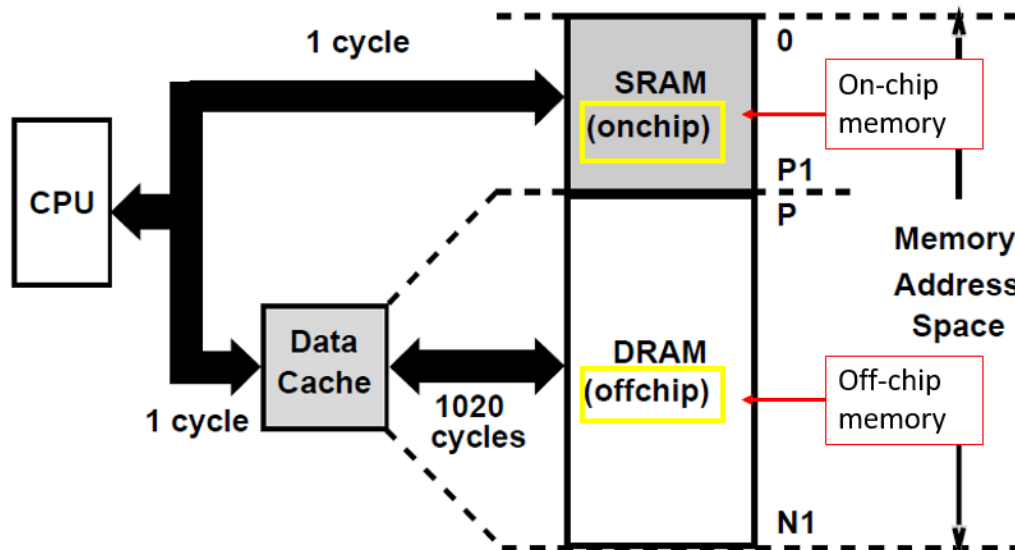 1 cycle
0
SRAM
(onchip)
On-chip
memory
CPU
P1
P
Memory
Address
Space
Data
Cache
DRAM
(offchip)
Off-chip
memory
1 cycle
1020
cycles
N1